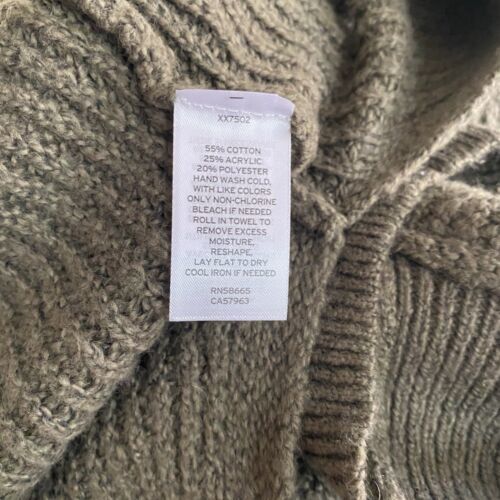 XX7502
55% COTTON
25% ACRYLIC
20% POLYESTER
HAND WASH COLD,
WITH LIKE COLORS
ONLY NON-CHLORINE
BLEACH IF NEEDED
ROLL IN TOWEL TO
REMOVE EXCESS
MOISTURE,
RESHAPE,
LAY FLAT TO DRY
COOL IRON IF NEEDED
RN58665
CA57963